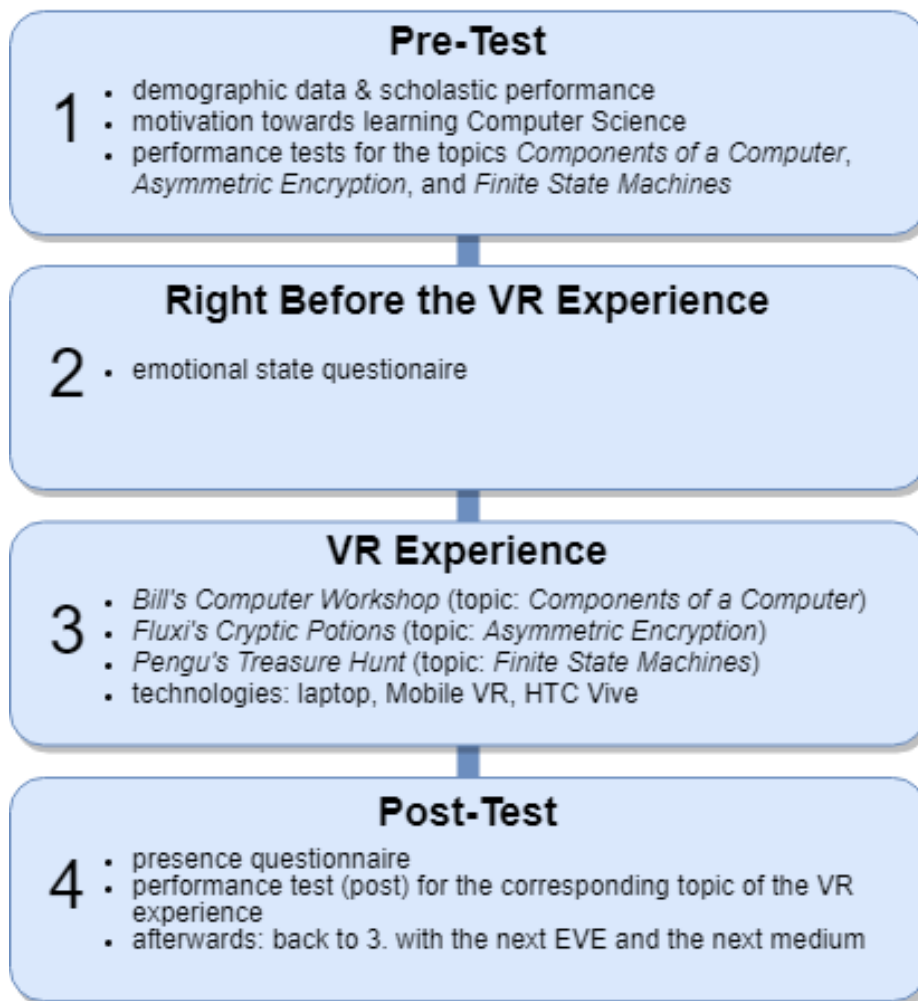 Pre-Test
1
• demographic data & scholastic performance
• motivation towards learning Computer Science
• performance tests for the topics Components of a Computer,
Asymmetric Encryption, and Finite State Machines
Right Before the VR Experience
2
• emotional state questionaire
VR Experience
3
• Bill's Computer Workshop (topic: Components of a Computer)
• Fluxi's Cryptic Potions (topic: Asymmetric Encryption)
• Pengu's Treasure Hunt (topic: Finite State Machines)
• technologies: laptop, Mobile VR, HTC Vive
Post-Test
4
• presence questionnaire
• performance test (post) for the corresponding topic of the VR
experience
• afterwards: back to 3. with the next EVE and the next medium